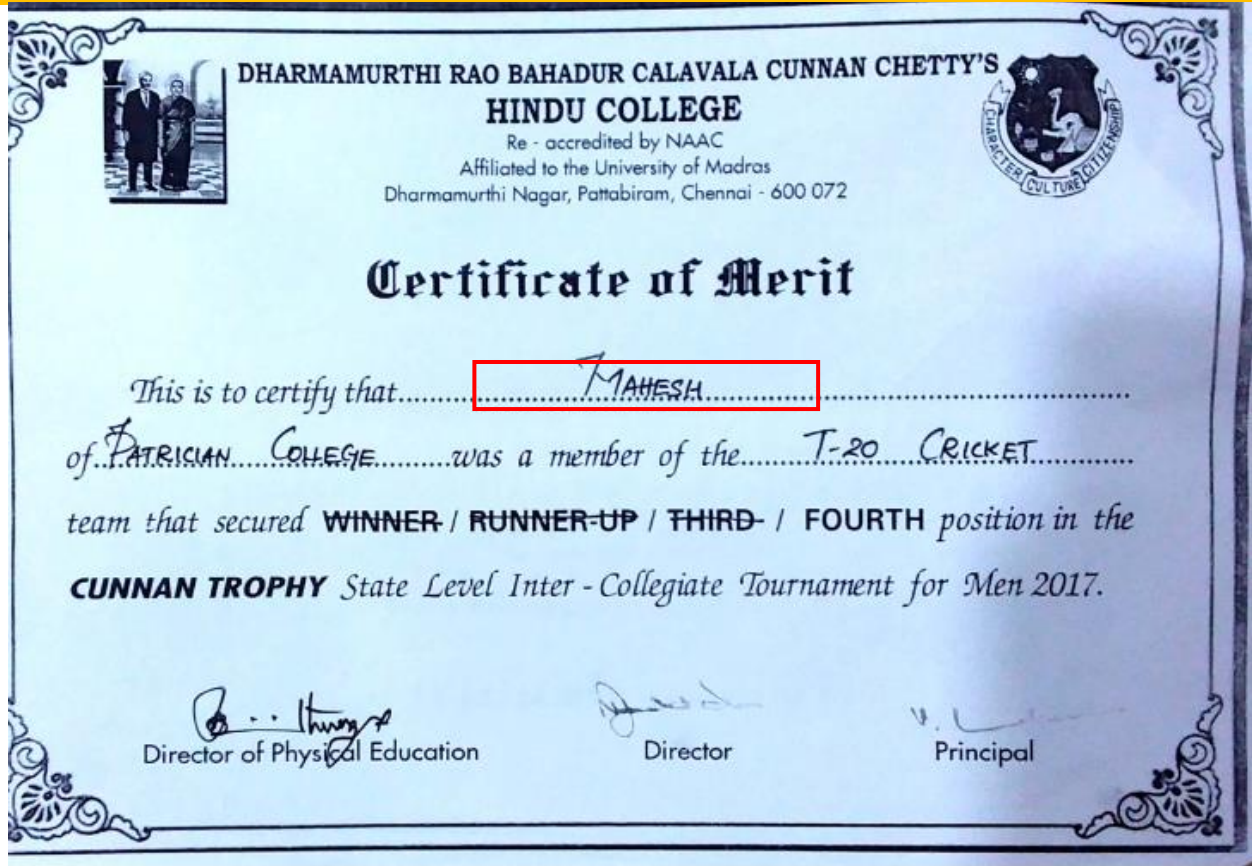 DHARMAMURTHI RAO BAHADUR CALAVALA CUNNAN CHETTY'S
HINDU COLLEGE
Re - accredited by NAAC
Affiliated to the University of Madras
Dharmamurthi Nagar, Pattabiram, Chennai - 600 072
CHARACTER CULTURE CITIZENSHIP
Certificate of Merit
This is to certify that MAHESH
of PATRICIAN COLLEGE was a member of the T-20 CRICKET
team that secured WINNER / RUNNER-UP / THIRD / FOURTH position in the
CUNNAN TROPHY State Level Inter - Collegiate Tournament for Men 2017.
Director of Physical Education Director Principal